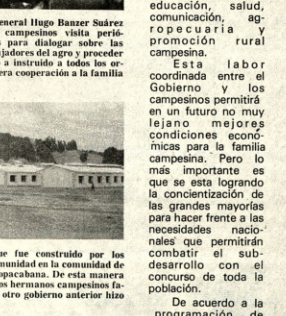 eneral Hugo Banzer Suárez
campesinos visita perió-
para dialogar sobre las
ajadores del agro y proceder
a instruido a todos los or-
era cooperación a la familia
ue fue construido por los
munidad en la comunidad de
opacabana. De esta manera
os hermanos campesinos fa-
otro gobierno anterior hizo
educación, salud,
comunicación, ag-
ropecuaria y
promoción rural
campesina.
Esta labor
coordinada entre el
Gobierno y los
campesinos permitirá
en un futuro no muy
lejano mejores
condiciones econó-
micas para la familia
campesina. Pero lo
más importante es
que se esta logrando
la concientización de
las grandes mayorías
para hacer frente a las
necesidades nacio-
nales que permitirán
combatir el sub-
desarrollo con el
concurso de toda la
población.
De acuerdo a la
programación de